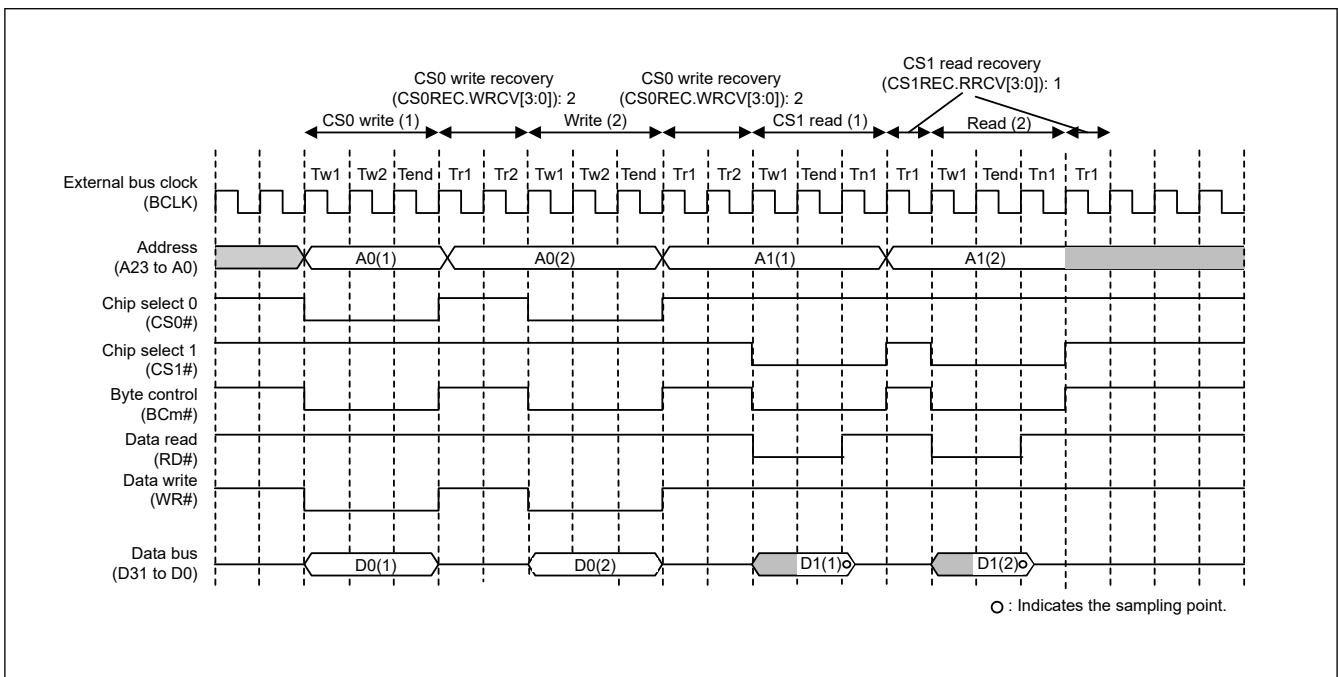 CS1 read recovery
(CS1REC.RRCV[3:0]): 1
CS0 write recovery
(CS0REC.WRCV[3:0]): 2
CS0 write recovery
(CS0REC.WRCV[3:0]): 2
CS0 write (1)
Write (2)
CS1 read (1)
Read (2)
Tw1 Tw2 Tend Tr1 Tr2 Tw1 Tw2 Tend Tr1 Tr2 Tw1 Tend Tn1 Tr1 Tw1 Tend Tn1 Tr1
External bus clock
(BCLK)
Address
(A23 to A0)
A0(1) A0(2) A1(1) A1(2)
Chip select 0
(CS0#)
Chip select 1
(CS1#)
Byte control
(BCm#)
Data read
(RD#)
Data write
(WR#)
Data bus
(D31 to D0)
D0(1) D0(2) D1(1) D1(2)
: Indicates the sampling point.